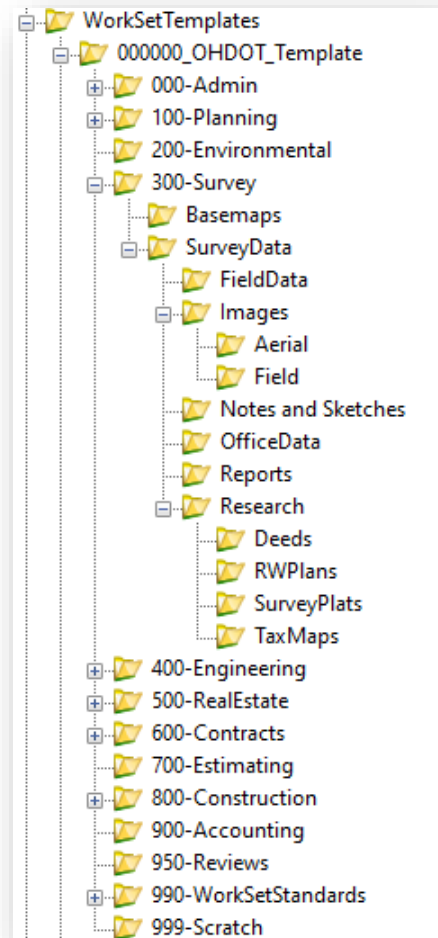 WorkSetTemplates
000000_OHDOT_Template
000-Admin
100-Planning
200-Environmental
300-Survey
Basemaps
SurveyData
FieldData
Images
Aerial
Field
Notes and Sketches
OfficeData
Reports
Research
Deeds
RWPlans
SurveyPlats
TaxMaps
400-Engineering
500-RealEstate
600-Contracts
700-Estimating
800-Construction
900-Accounting
950-Reviews
990-WorkSetStandards
999-Scratch